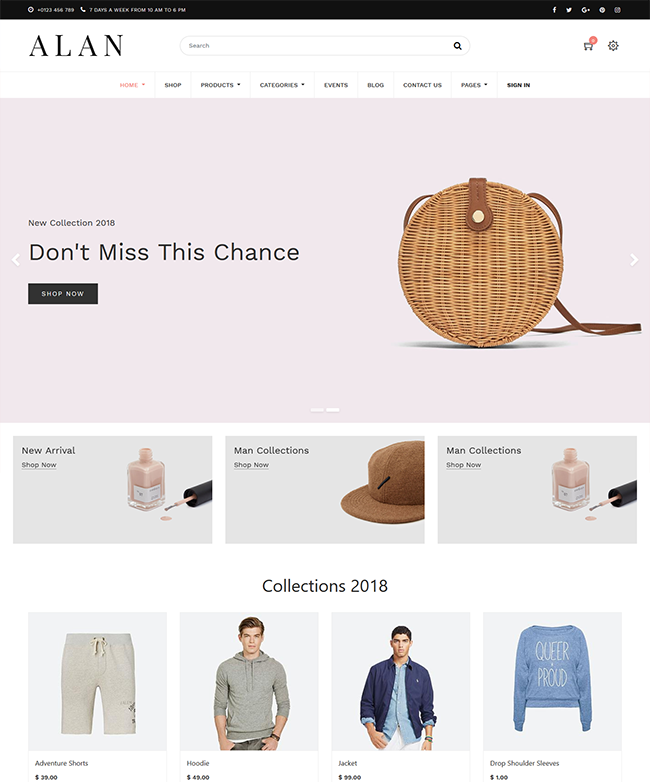 +0123 456 789 7 DAYS A WEEK FROM 10 AM TO 6 PM
ALAN
Search
0
HOME SHOP PRODUCTS CATEGORIES EVENTS BLOG CONTACT US PAGES SIGN IN
New Collection 2018
Don't Miss This Chance
SHOP NOW
New Arrival
Shop Now
Man Collections
Shop Now
Man Collections
Shop Now
Collections 2018
QUEER
&
PROUD
Adventure Shorts
$ 39.00
Hoodie
$ 49.00
Jacket
$ 99.00
Drop Shoulder Sleeves
$ 1.00